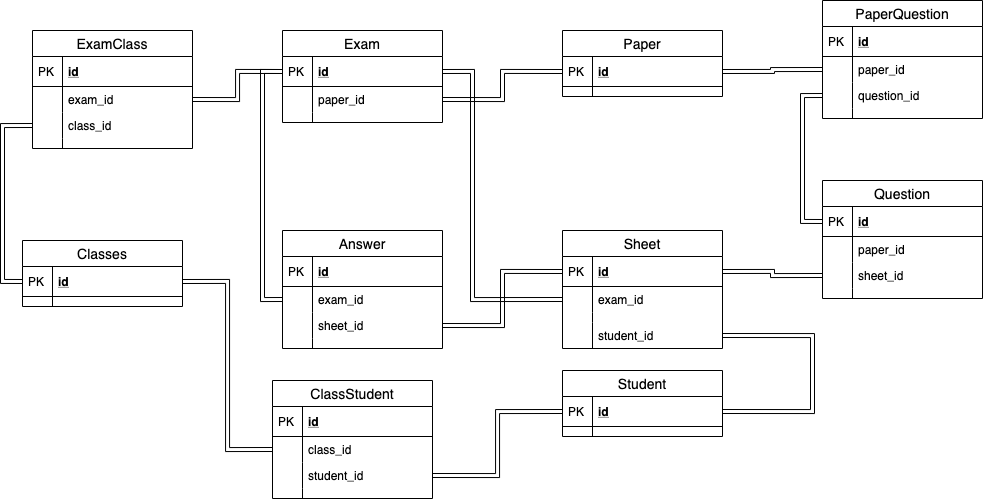 ExamClass
PK id
exam_id
class_id
Exam
PK id
paper_id
Paper
PK id
PaperQuestion
PK id
paper_id
question_id
Classes
PK id
Answer
PK id
exam_id
sheet_id
Sheet
PK id
exam_id
student_id
Question
PK id
paper_id
sheet_id
ClassStudent
PK id
class_id
student_id
Student
PK id